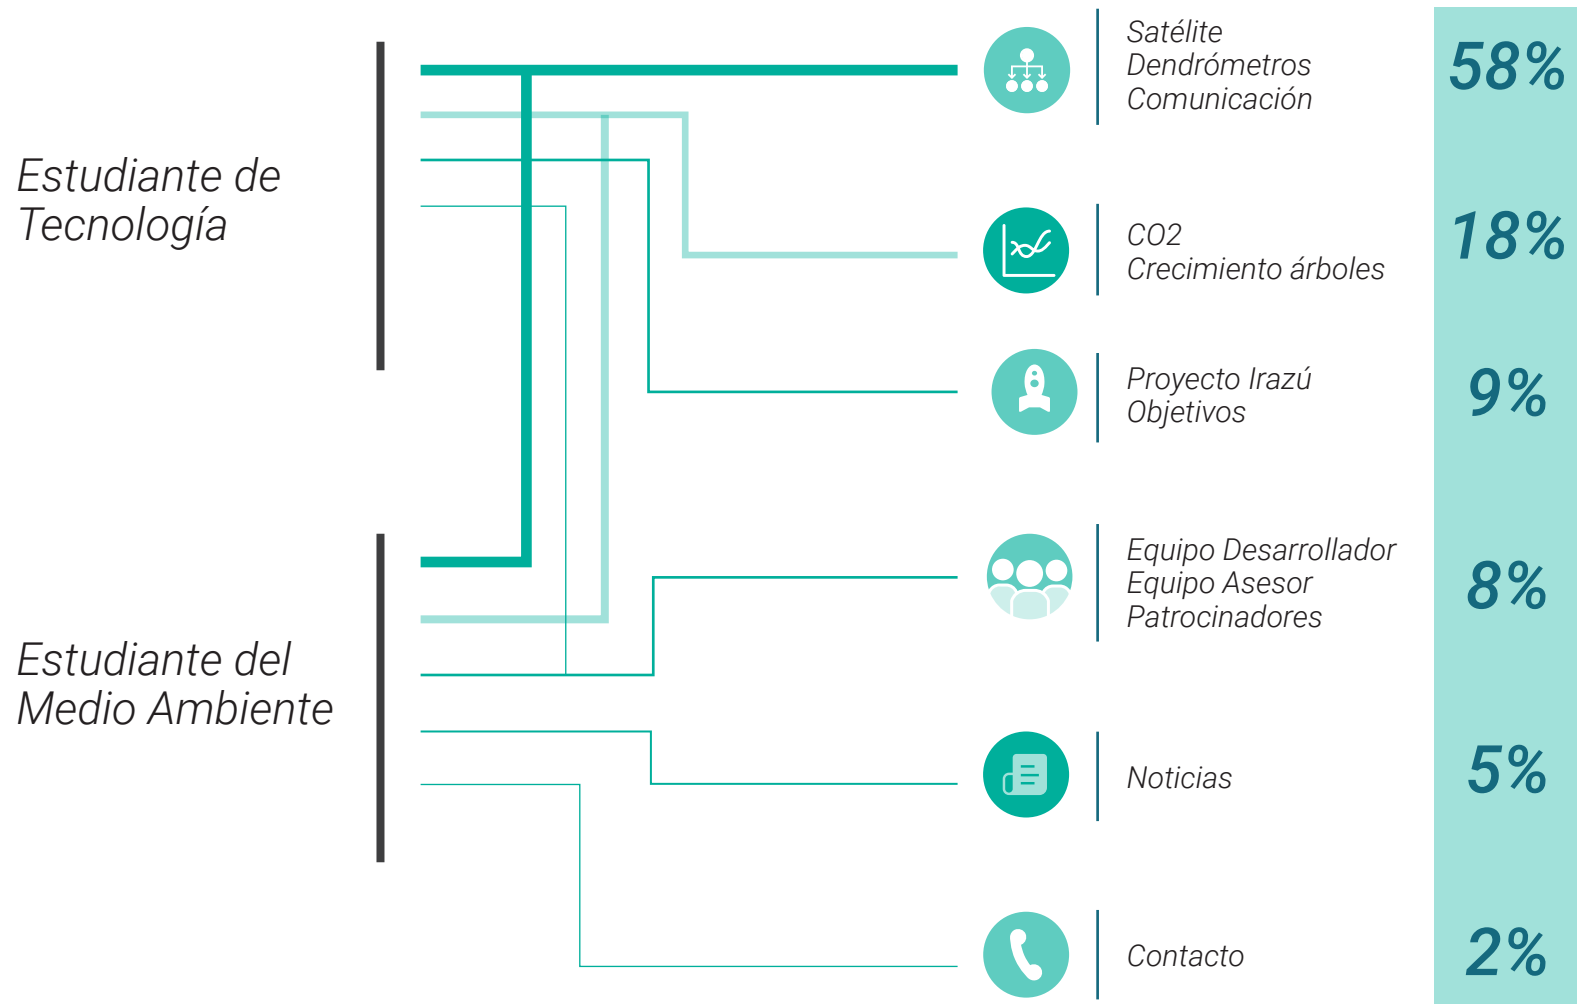 Estudiante de
Tecnología
Estudiante del
Medio Ambiente
Satélite
Dendrómetros
Comunicación
58%
CO2
Crecimiento árboles
18%
Proyecto Irazú
Objetivos
9%
Equipo Desarrollador
Equipo Asesor
Patrocinadores
8%
Noticias
5%
Contacto
2%